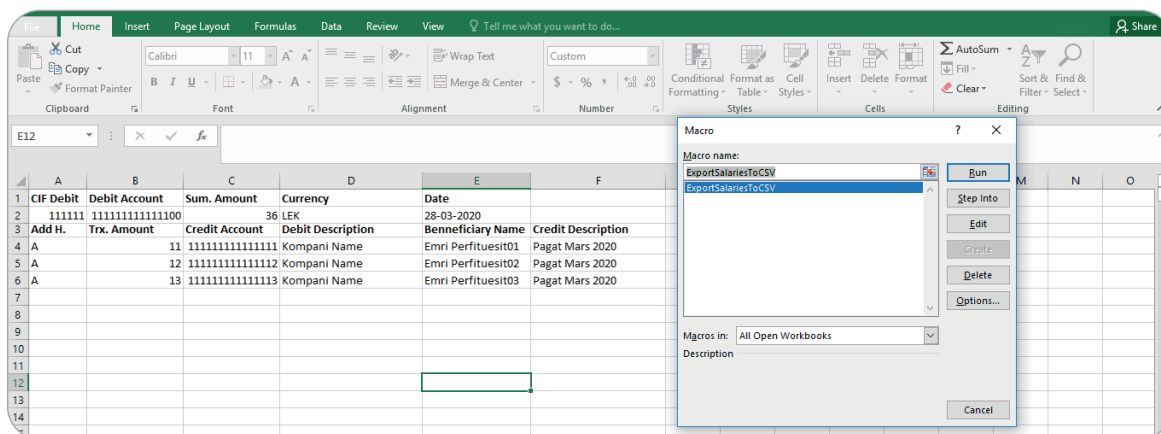 File Home Insert Page Layout Formulas Data Review View Tell me what you want to do... Share
Cut
Copy
Format Painter
Paste
Clipboard
Calibri 11
B I U
Font
Wrap Text
Merge & Center
Alignment
Custom
$ % ,
Number
Conditional Formatting
Format as Table
Cell Styles
Styles
Insert Delete Format
Cells
AutoSum
Fill
Clear
Sort & Filter
Find & Select
Editing
E12 fx
A B C D E F M N O
1 CIF Debit Debit Account Sum. Amount Currency Date
2 111111 111111111111100 36 LEK 28-03-2020
3 Add H. Trx. Amount Credit Account Debit Description Benneficiary Name Credit Description
4 A 11 111111111111111 Kompani Name Emri Perfituesit01 Pagat Mars 2020
5 A 12 111111111111112 Kompani Name Emri Perfituesit02 Pagat Mars 2020
6 A 13 111111111111113 Kompani Name Emri Perfituesit03 Pagat Mars 2020
7
8
9
10
11
12
13
14
Macro ? X
Macro name:
ExportSalariesToCSV
ExportSalariesToCSV
Run
Step Into
Edit
Create
Delete
Options...
Macros in: All Open Workbooks
Description
Cancel